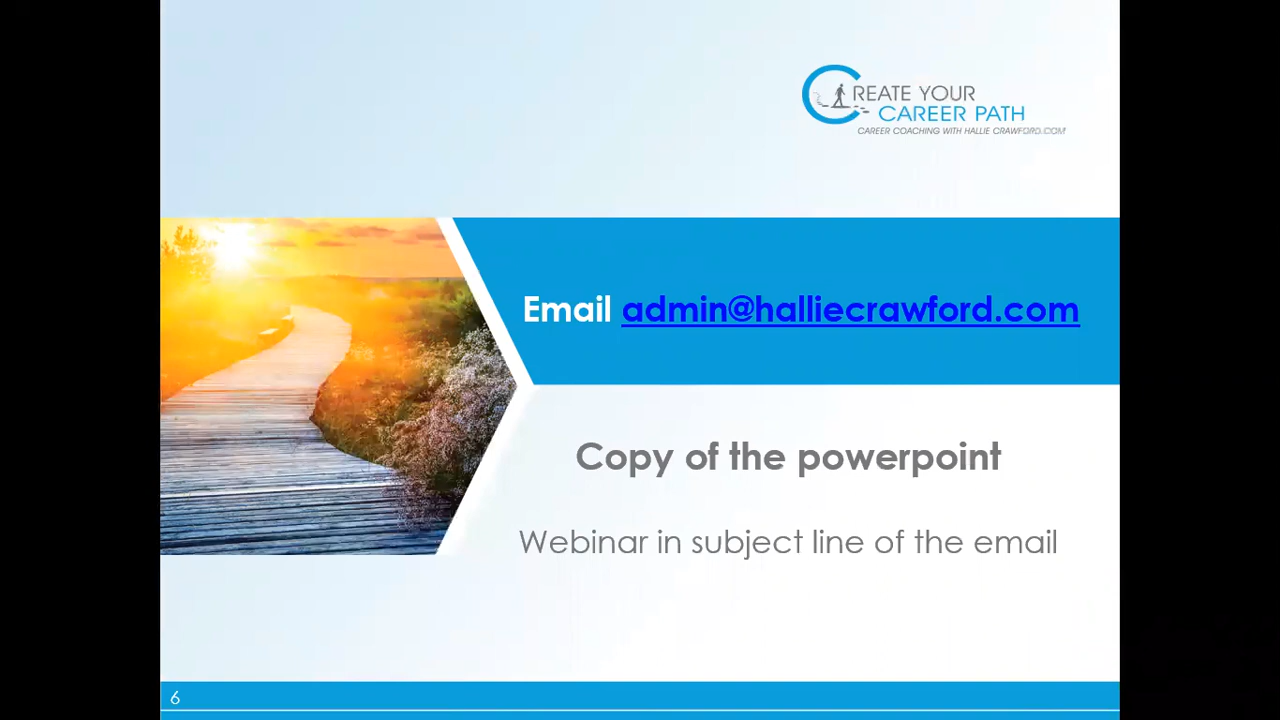 CREATE YOUR
CAREER PATH
CAREER COACHING WITH HALLIE CRAWFORD.COM
Email admin@halliecrawford.com
Copy of the powerpoint
Webinar in subject line of the email
6